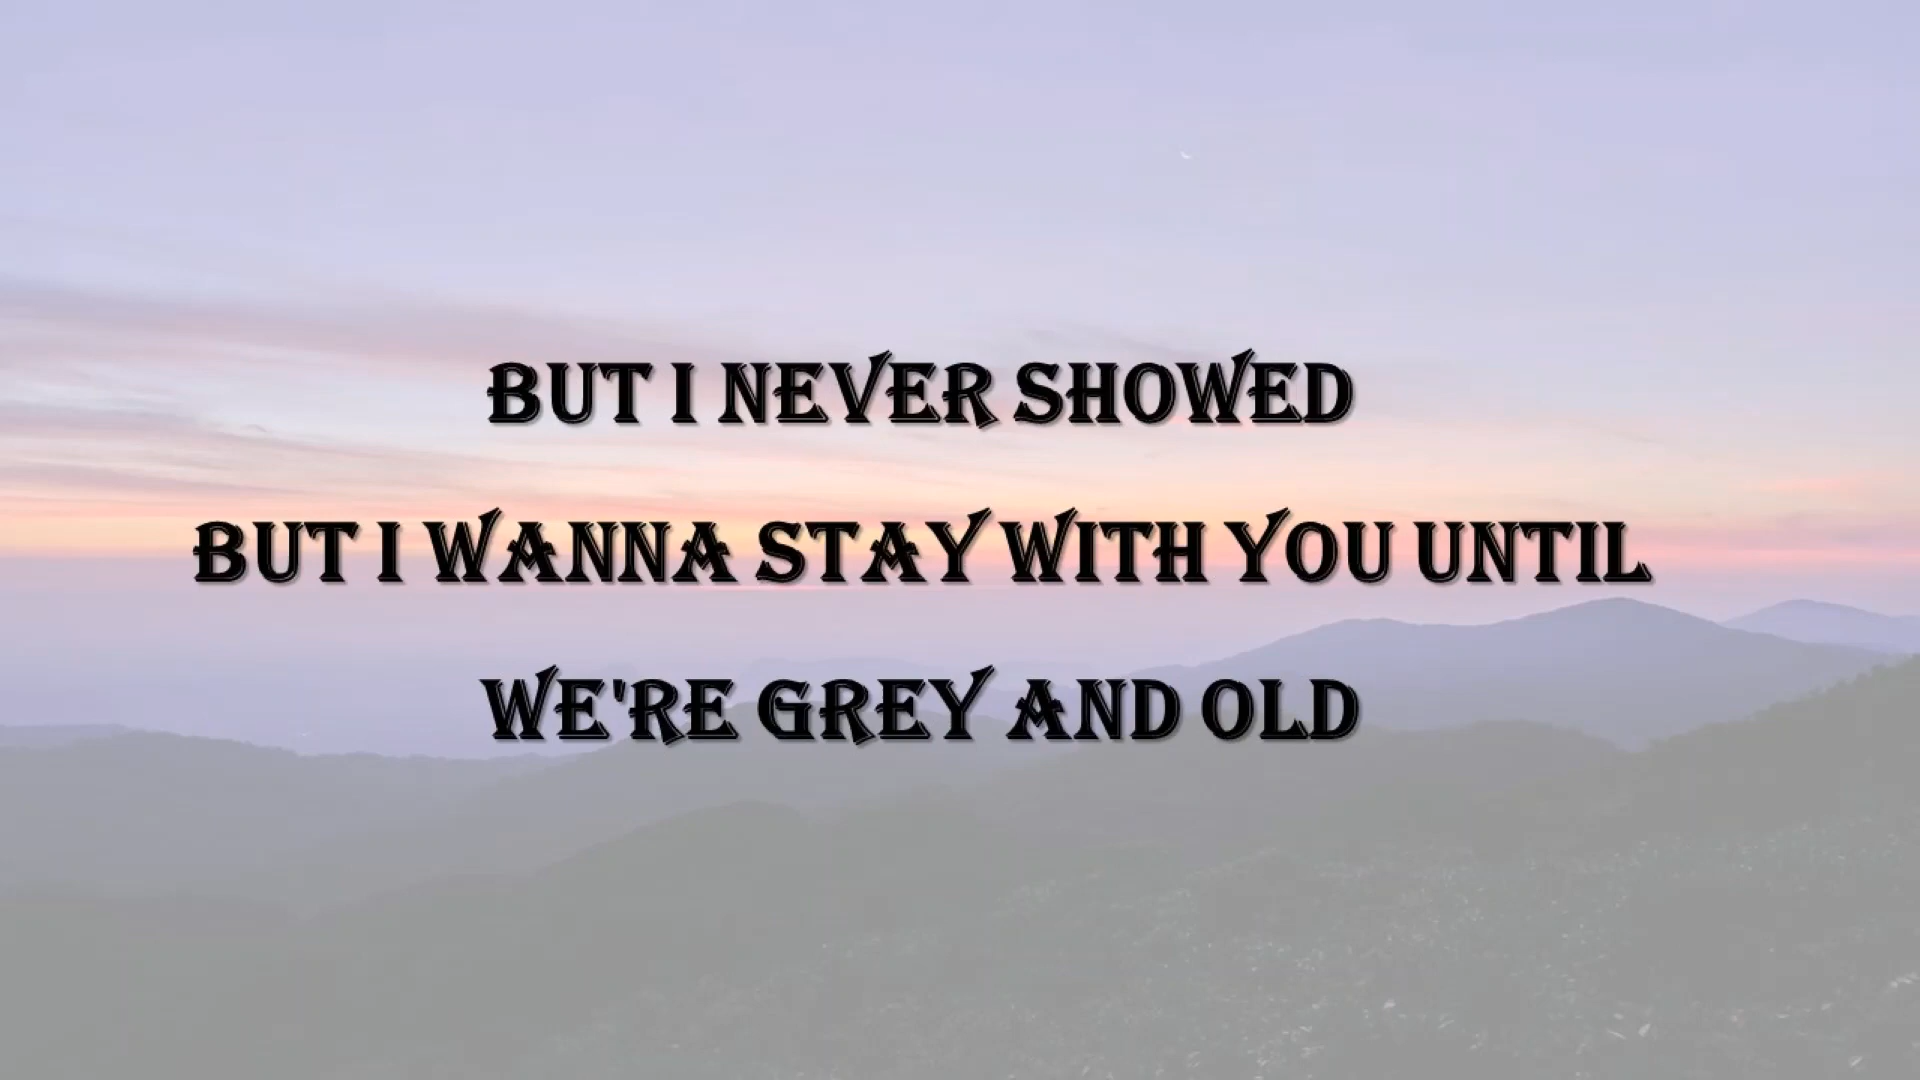 BUT I NEVER SHOWED
BUT I WANNA STAY WITH YOU UNTIL
WE'RE GREY AND OLD